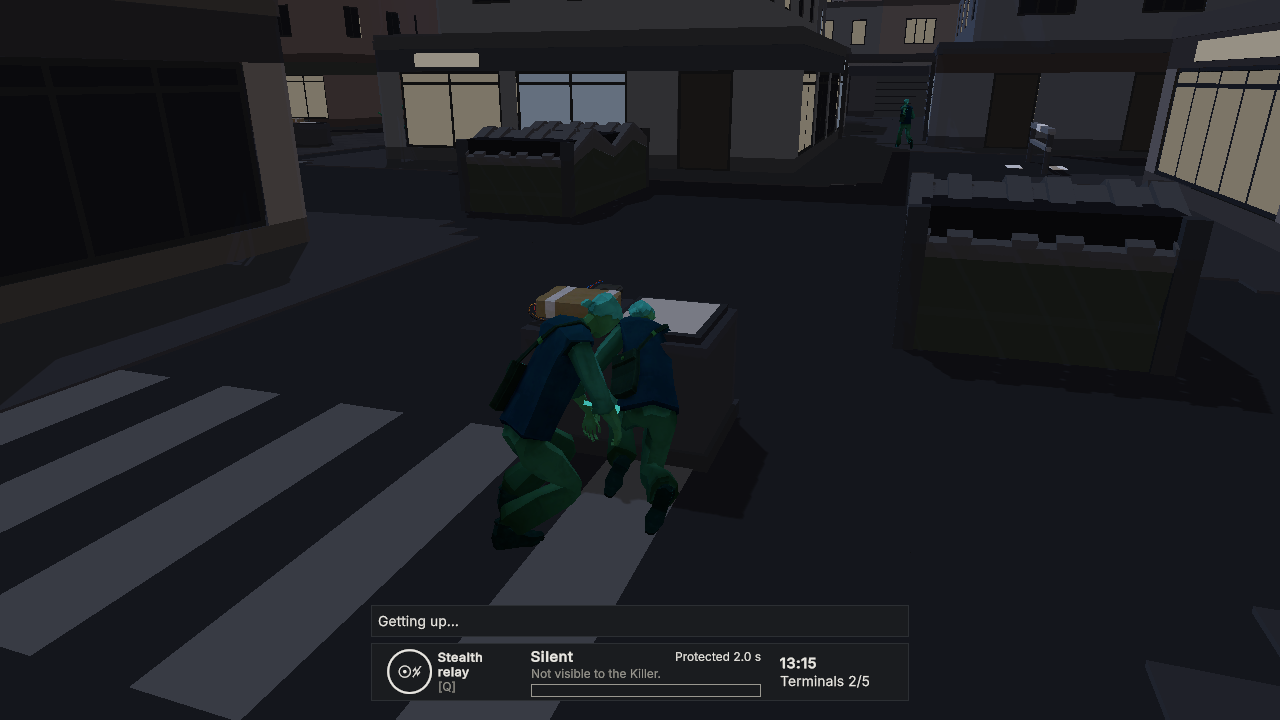 Getting up...
Stealth
relay
[Q]
Silent
Protected 2.0 s
Not visible to the Killer.
13:15
Terminals 2/5